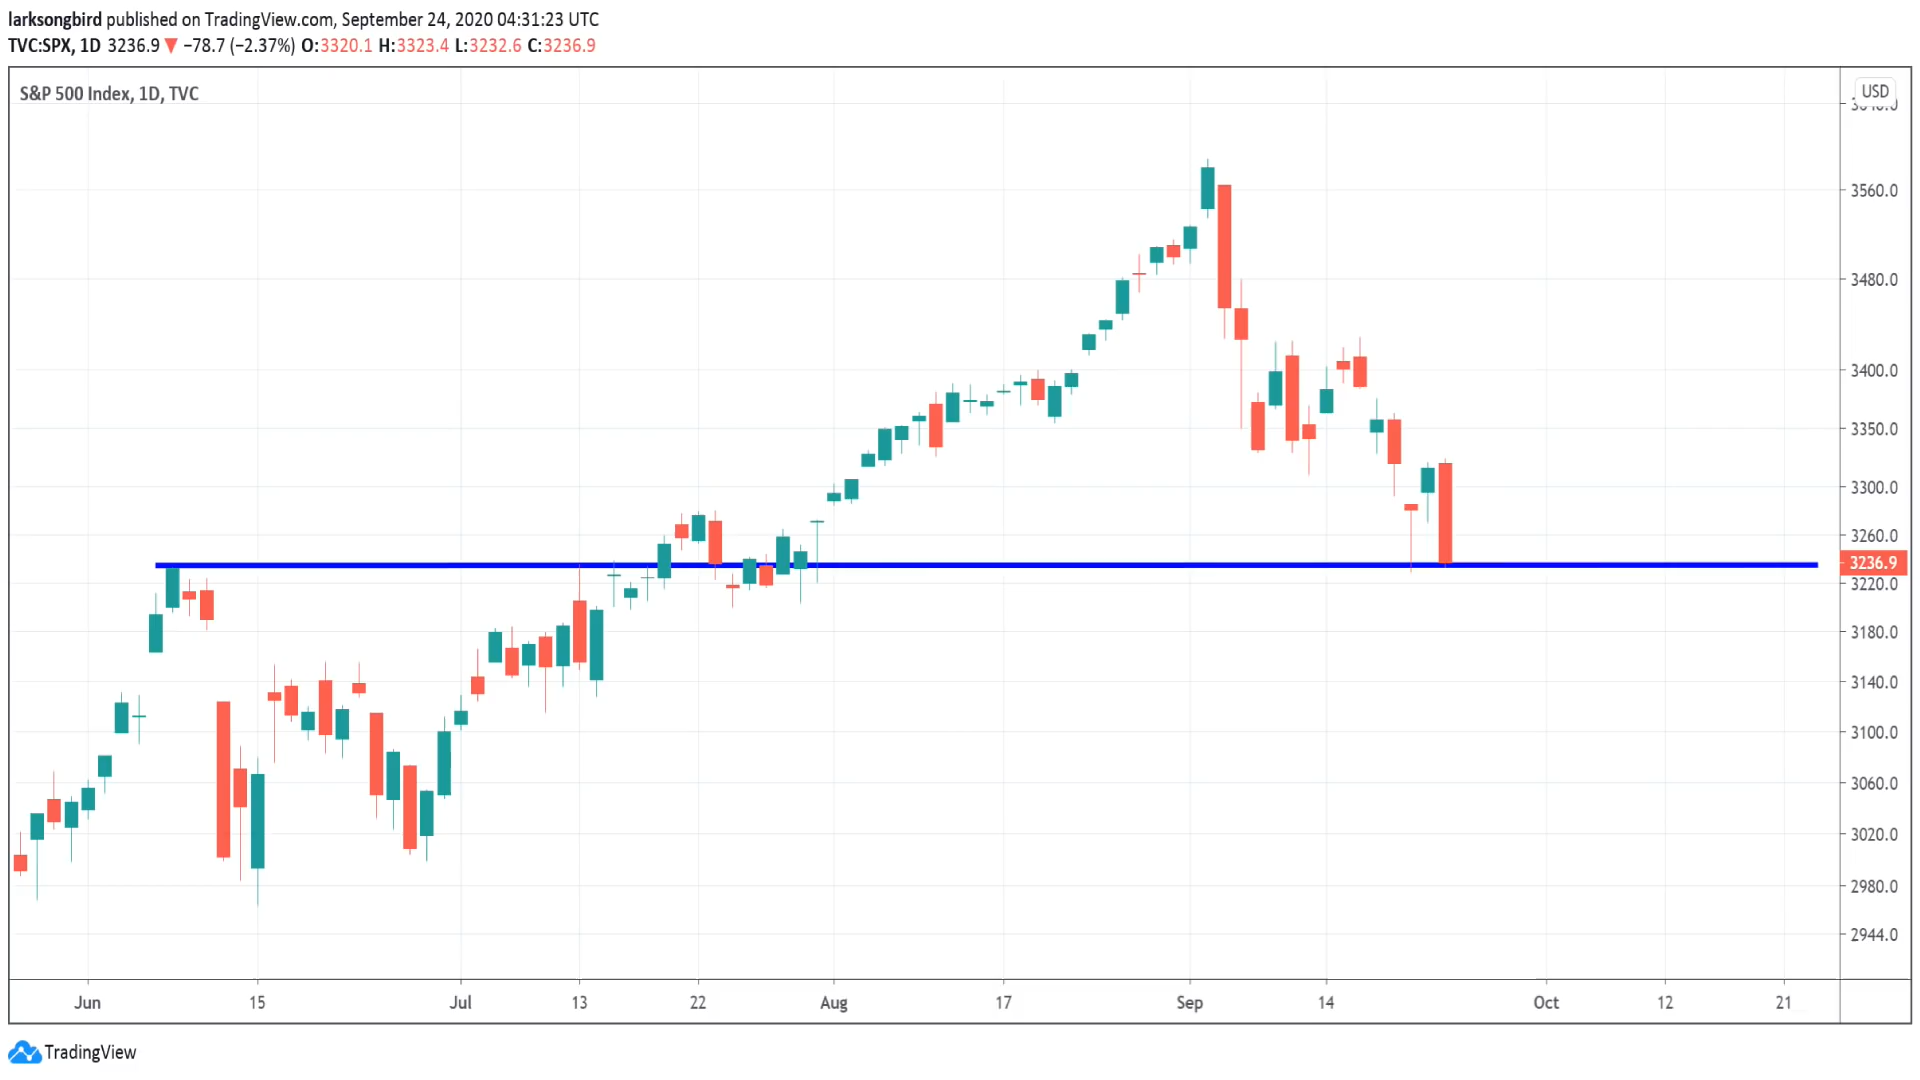 larksongbird published on TradingView.com, September 24, 2020 04:31:23 UTC
TVC:SPX, 1D 3236.9 ▼ −78.7 (−2.37%) O:3320.1 H:3323.4 L:3232.6 C:3236.9
S&P 500 Index, 1D, TVC
USD
3560.0
3480.0
3400.0
3350.0
3300.0
3260.0
3236.9
3220.0
3180.0
3140.0
3100.0
3060.0
3020.0
2980.0
2944.0
Jun 15 Jul 13 22 Aug 17 Sep 14 Oct 12 21
TradingView